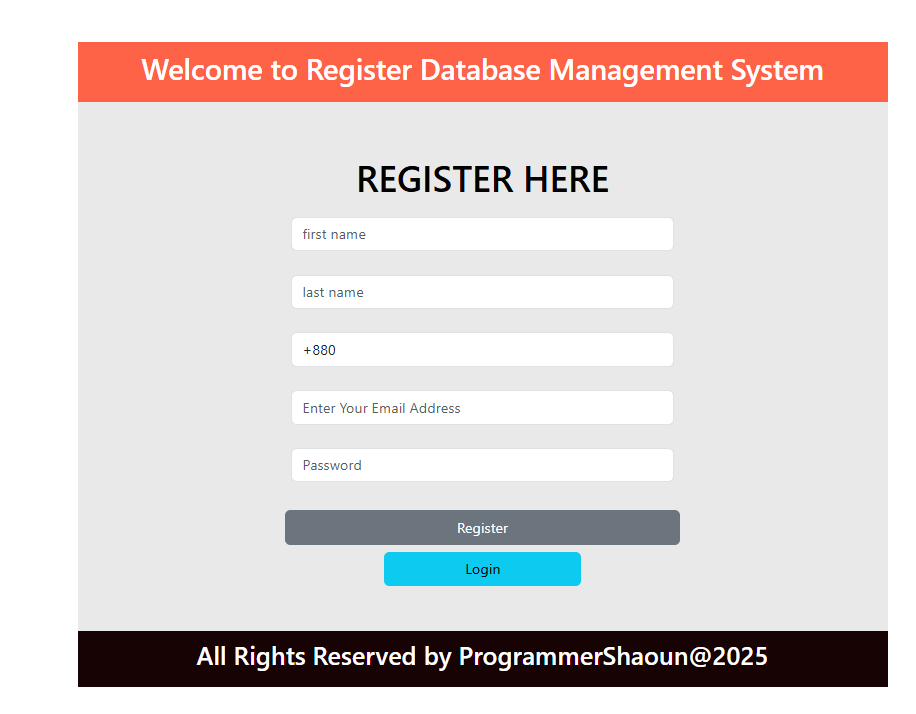 Welcome to Register Database Management System
REGISTER HERE
first name
last name
+880
Enter Your Email Address
Password
Register
Login
All Rights Reserved by ProgrammerShaoun@2025